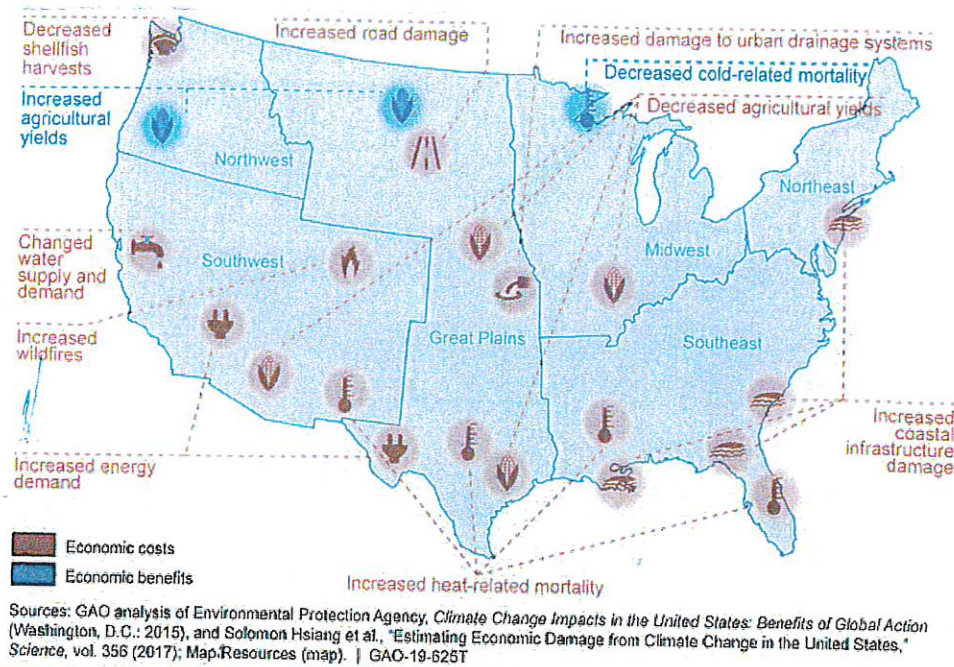 Decreased
shellfish
harvests
Increased road damage
Increased damage to urban drainage systems
Decreased cold-related mortality
Decreased agricultural yields
Increased
agricultural
yields
Northwest
Northeast
Changed
water
supply and
demand
Southwest
Midwest
Increased
wildfires
Great Plains
Southeast
Increased
coastal
infrastructure
damage
Increased energy
demand
Increased heat-related mortality
Economic costs
Economic benefits
Sources: GAO analysis of Environmental Protection Agency, Climate Change Impacts in the United States: Benefits of Global Action
(Washington, D.C.: 2015), and Solomon Hsiang et al., "Estimating Economic Damage from Climate Change in the United States,"
Science, vol. 356 (2017); Map Resources (map). | GAO-19-625T